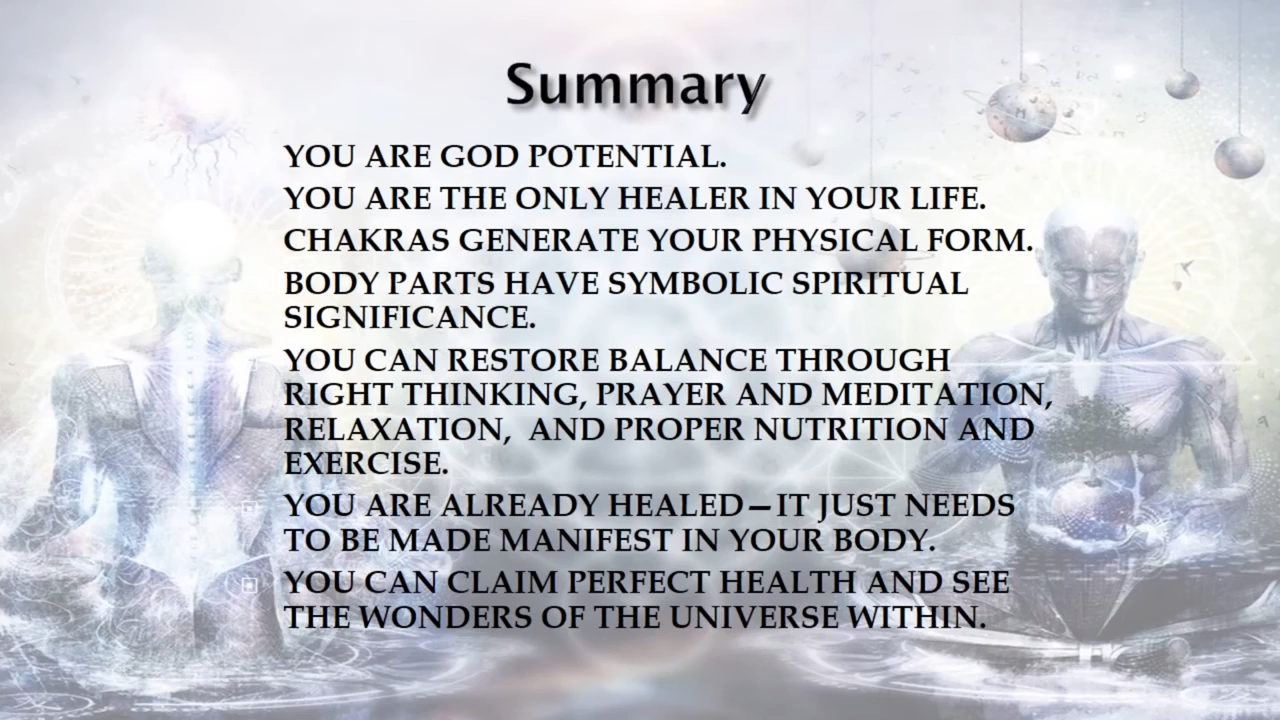 Summary
YOU ARE GOD POTENTIAL.
YOU ARE THE ONLY HEALER IN YOUR LIFE.
CHAKRAS GENERATE YOUR PHYSICAL FORM.
BODY PARTS HAVE SYMBOLIC SPIRITUAL
SIGNIFICANCE.
YOU CAN RESTORE BALANCE THROUGH
RIGHT THINKING, PRAYER AND MEDITATION,
RELAXATION,  AND PROPER NUTRITION AND
EXERCISE.
YOU ARE ALREADY HEALED—IT JUST NEEDS
TO BE MADE MANIFEST IN YOUR BODY.
YOU CAN CLAIM PERFECT HEALTH AND SEE
THE WONDERS OF THE UNIVERSE WITHIN.